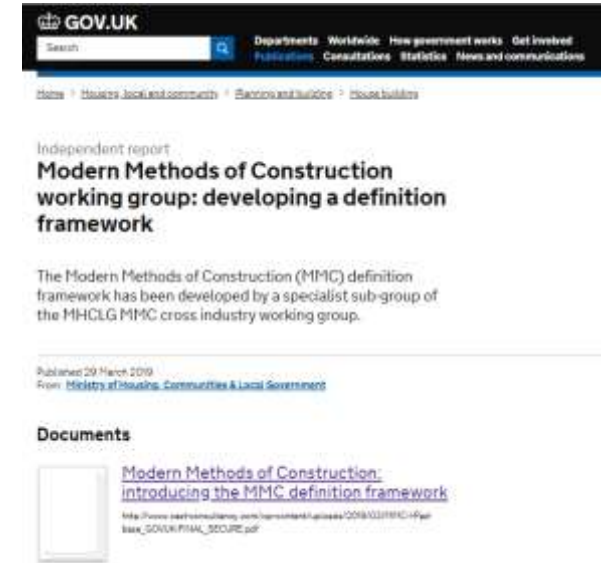 GOV.UK
Search
Departments Worldwide How government works Get involved
Publications Consultations Statistics News and communications
Home > Housing, local and community > Planning and building > House building
Independent report
Modern Methods of Construction
working group: developing a definition
framework
The Modern Methods of Construction (MMC) definition
framework has been developed by a specialist sub-group of
the MHCLG MMC cross industry working group.
Published 29 March 2019
From: Ministry of Housing, Communities & Local Government
Documents
Modern Methods of Construction:
introducing the MMC definition framework